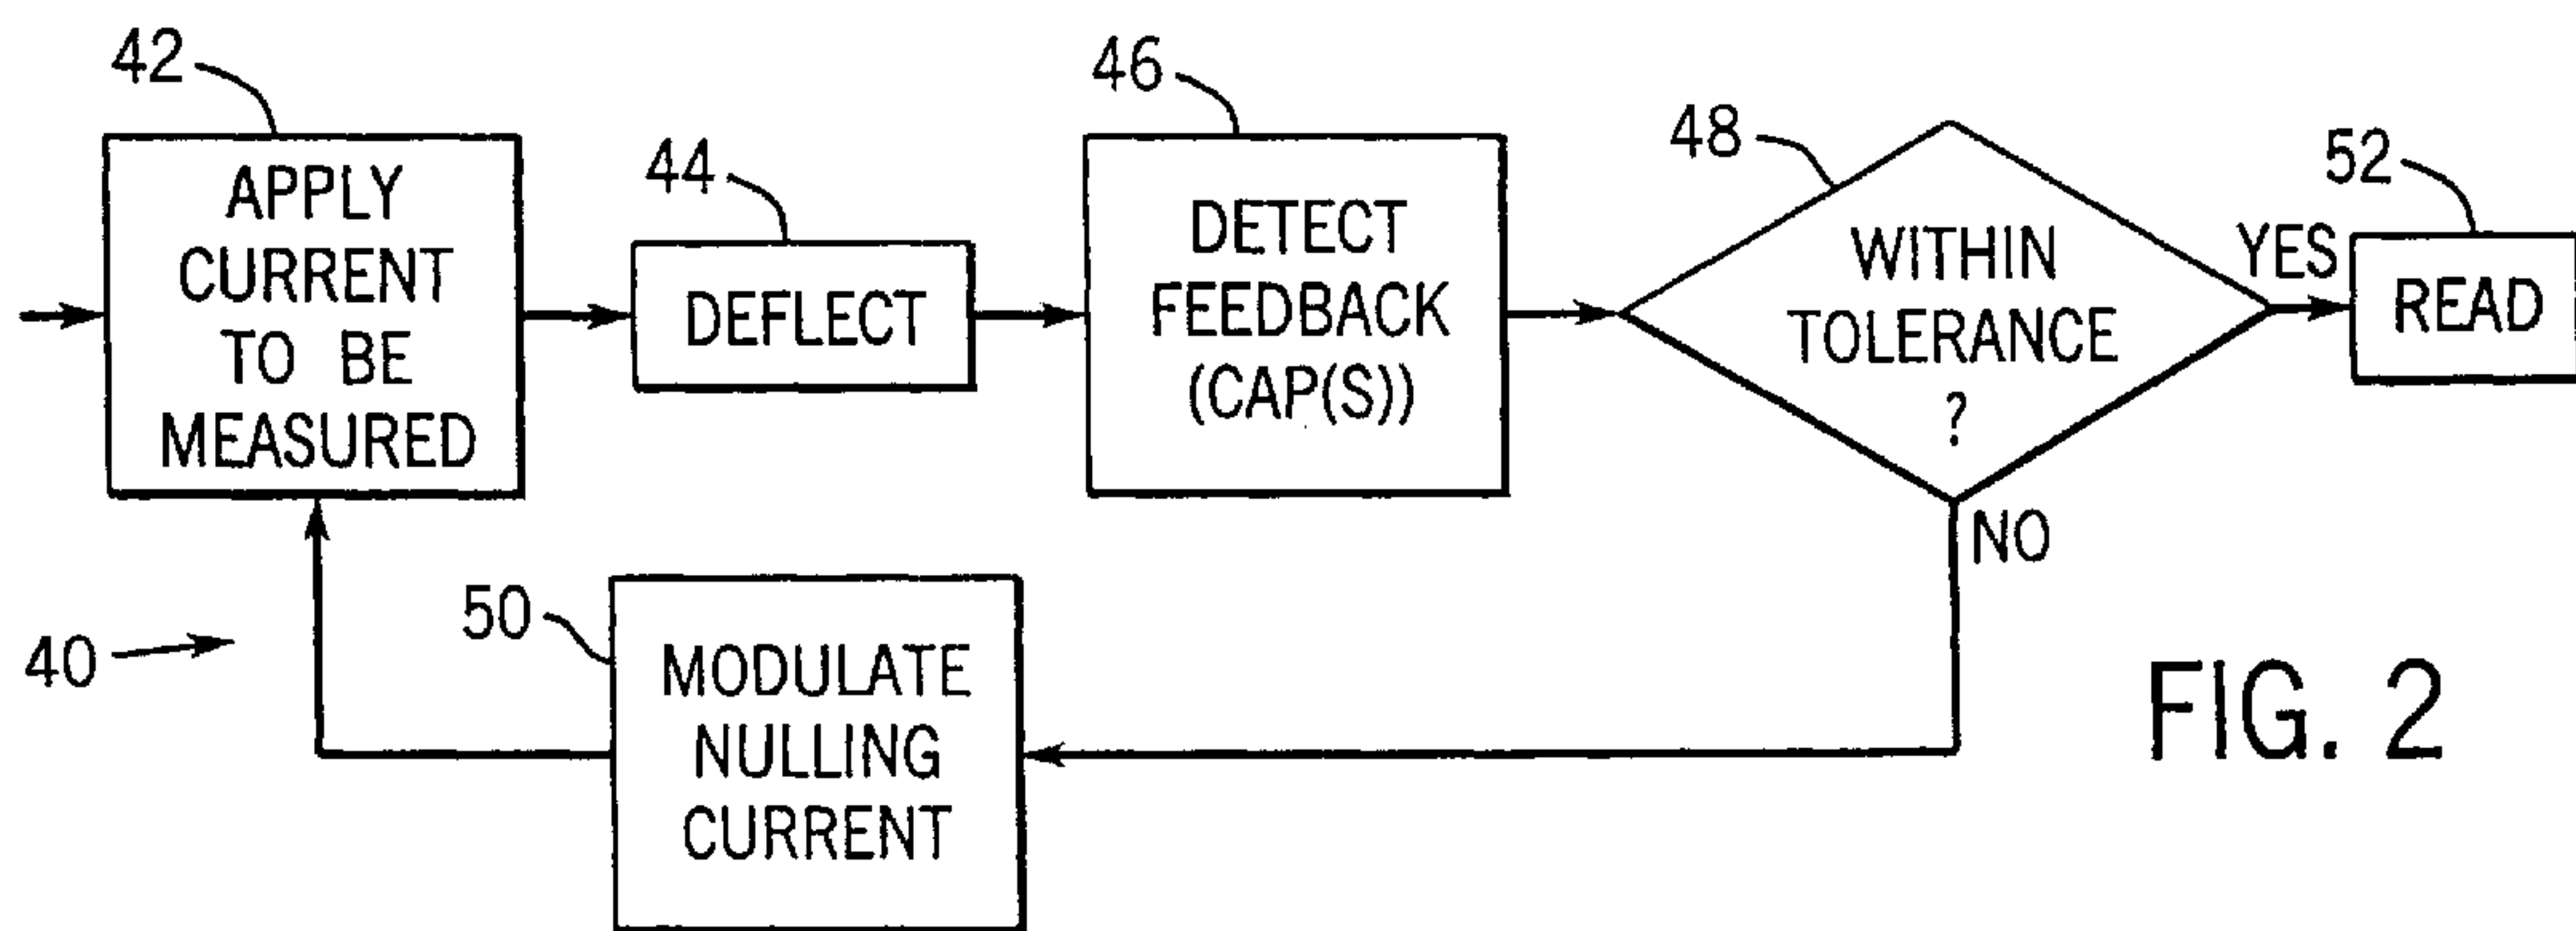 42
APPLY
CURRENT
TO BE
MEASURED
44
DEFLECT
46
DETECT
FEEDBACK
(CAP(S))
48
WITHIN
TOLERANCE
?
YES
52
READ
NO
50
MODULATE
NULLING
CURRENT
40
FIG. 2